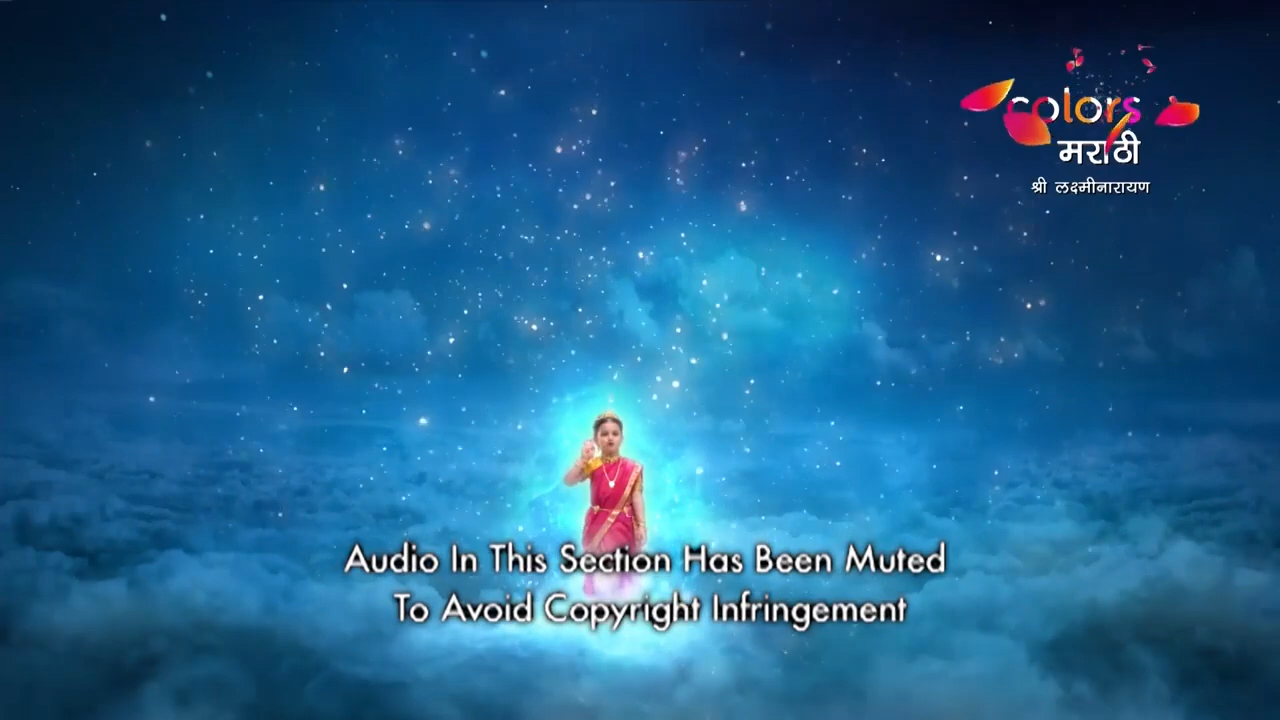 colors
मराठी
श्री लक्ष्मीनारायण
Audio In This Section Has Been Muted
To Avoid Copyright Infringement